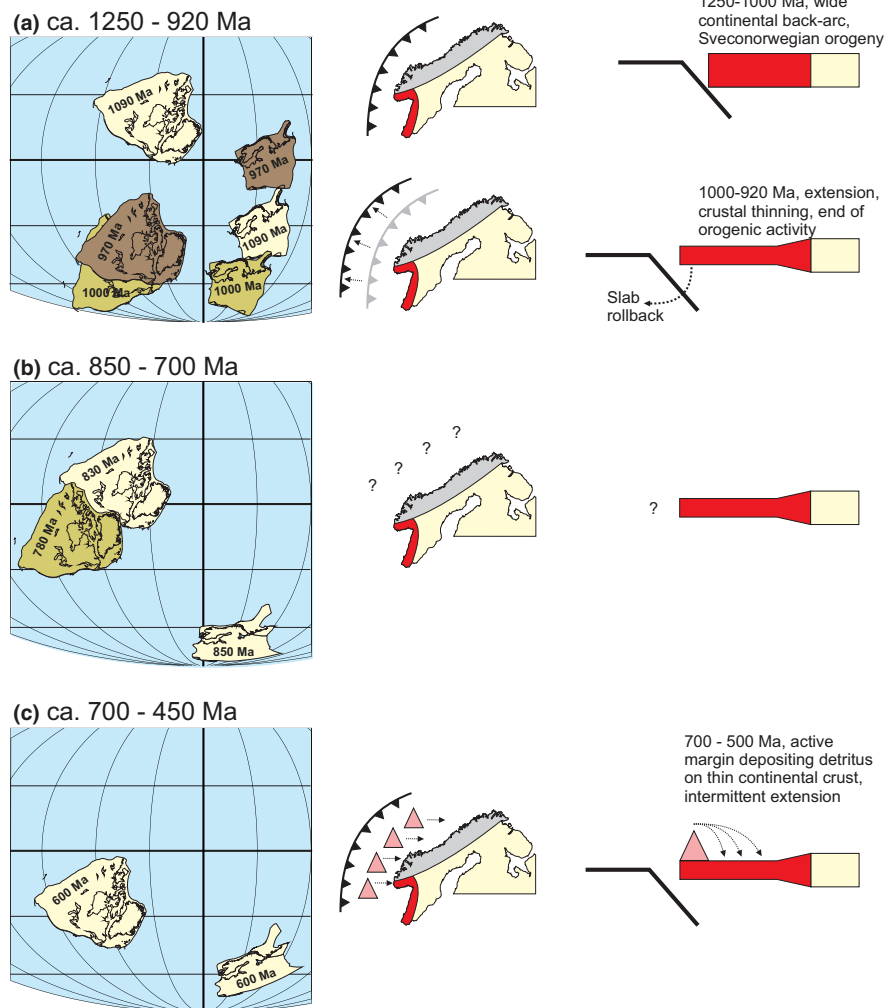 (a) ca. 1250 - 920 Ma
1250-1000 Ma, wide
continental back-arc,
Sveconorwegian orogeny
1090 Ma
970 Ma
970 Ma
1090 Ma
1000 Ma
1000 Ma
1000-920 Ma, extension,
crustal thinning, end of
orogenic activity
Slab
rollback
(b) ca. 850 - 700 Ma
830 Ma
780 Ma
850 Ma
? ? ? ?
?
(c) ca. 700 - 450 Ma
700 - 500 Ma, active
margin depositing detritus
on thin continental crust,
intermittent extension
600 Ma
600 Ma